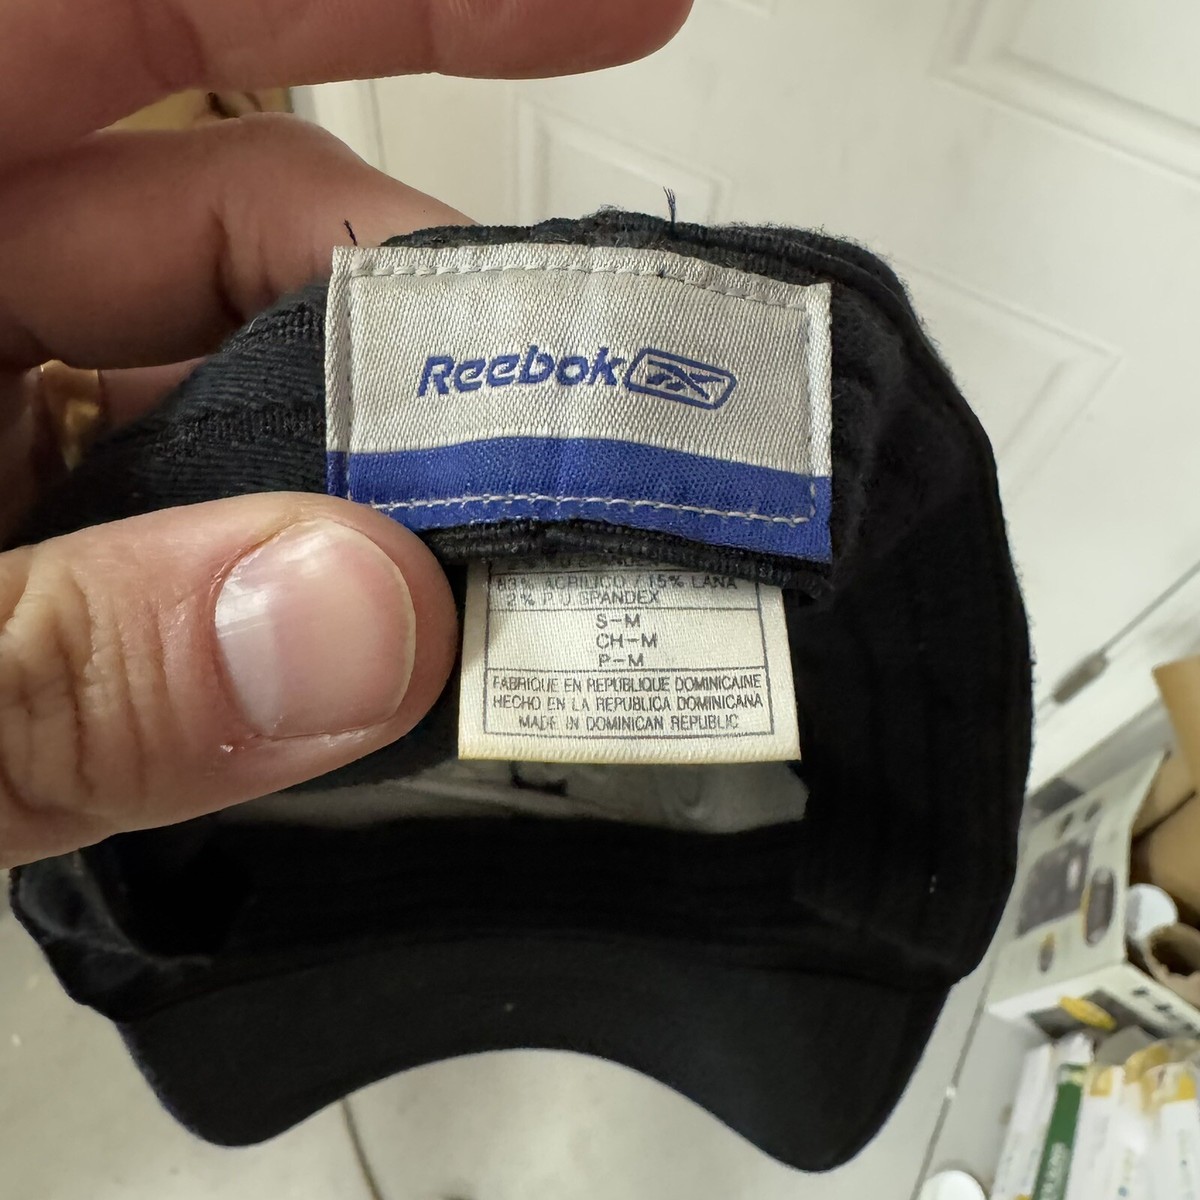 Reebok
83% ACRILICO / 15% LANA
2% P.U SPANDEX
S-M
CH-M
P-M
FABRIQUE EN REPUBLIQUE DOMINICAINE
HECHO EN LA REPUBLICA DOMINICANA
MADE IN DOMINICAN REPUBLIC